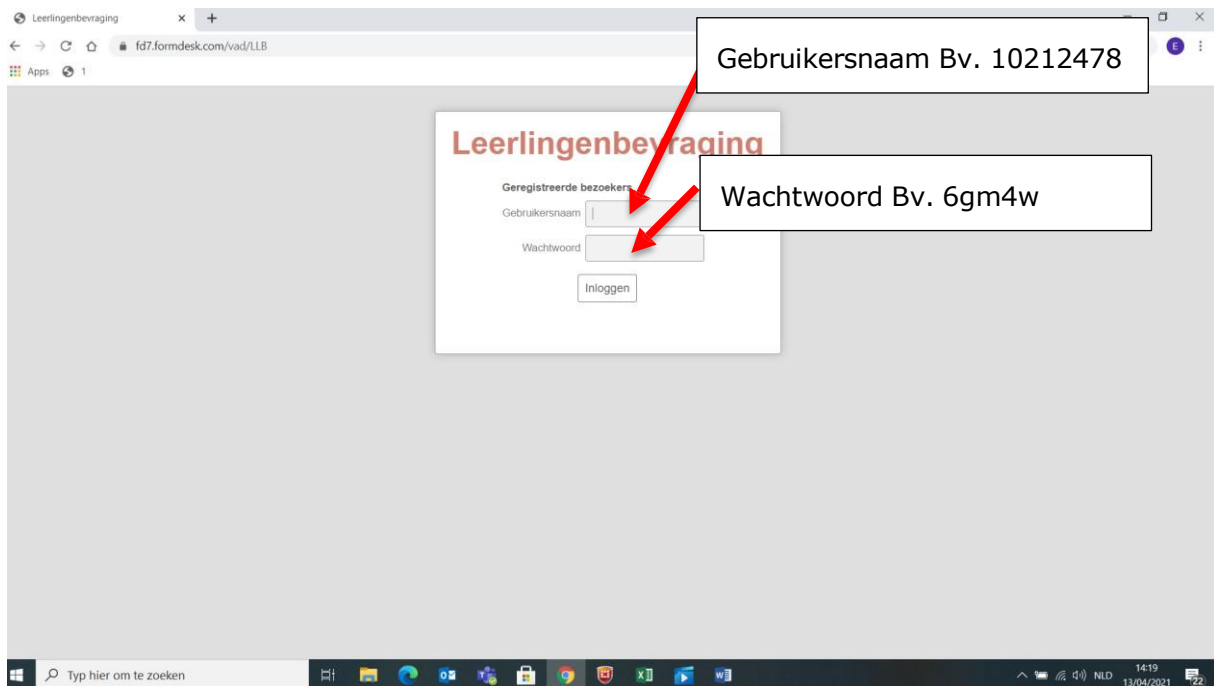 Leerlingenbevraging
fd7.formdesk.com/vad/LLB
E
Apps 1
Gebruikersnaam Bv. 10212478
Leerlingenbevraging
Geregistreerde bezoekers
Gebruikersnaam
Wachtwoord Bv. 6gm4w
Wachtwoord
Inloggen
Typ hier om te zoeken
NLD
14:19
13/04/2021
22